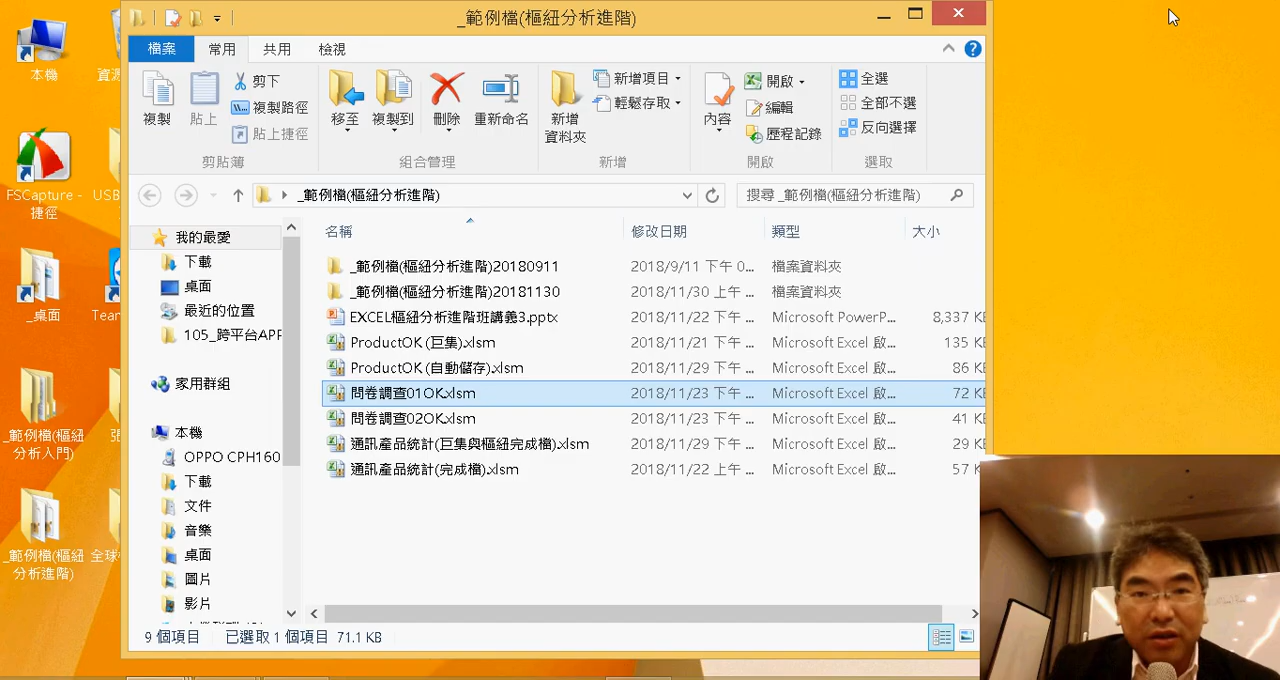 _範例檔(樞紐分析進階)
檔案 常用 共用 檢視
複製 貼上 剪下 複製路徑 貼上捷徑
移至 複製到 刪除 重新命名
新增資料夾 新增項目 輕鬆存取
內容 開啟 編輯 歷程記錄
全選 全部不選 反向選擇
剪貼簿 組合管理 新增 開啟 選取
_範例檔(樞紐分析進階)
搜尋 _範例檔(樞紐分析進階)
名稱 修改日期 類型 大小
_範例檔(樞紐分析進階)20180911 2018/9/11 下午 0... 檔案資料夾
_範例檔(樞紐分析進階)20181130 2018/11/30 上午 ... 檔案資料夾
EXCEL樞紐分析進階班講義3.pptx 2018/11/22 下午 ... Microsoft PowerP... 8,337 KE
ProductOK (巨集).xlsm 2018/11/21 下午 ... Microsoft Excel 啟... 135 KE
ProductOK (自動儲存).xlsm 2018/11/29 下午 ... Microsoft Excel 啟... 86 KE
問卷調查01OK.xlsm 2018/11/23 下午 ... Microsoft Excel 啟... 72 KE
問卷調查02OK.xlsm 2018/11/23 下午 ... Microsoft Excel 啟... 41 KE
通訊產品統計(巨集與樞紐完成檔).xlsm 2018/11/29 下午 ... Microsoft Excel 啟... 29 KE
通訊產品統計(完成檔).xlsm 2018/11/22 上午 ... Microsoft Excel 啟... 57 KE
我的最愛
下載
桌面
最近的位置
105_跨平台APP
家用群組
本機
OPPO CPH160
下載
文件
音樂
桌面
圖片
影片
9 個項目 已選取 1 個項目 71.1 KB
本機
FSCapture -
捷徑
_桌面
_範例檔(樞紐
分析入門)
_範例檔(樞紐
分析進階)
資源
USB
Team
全球